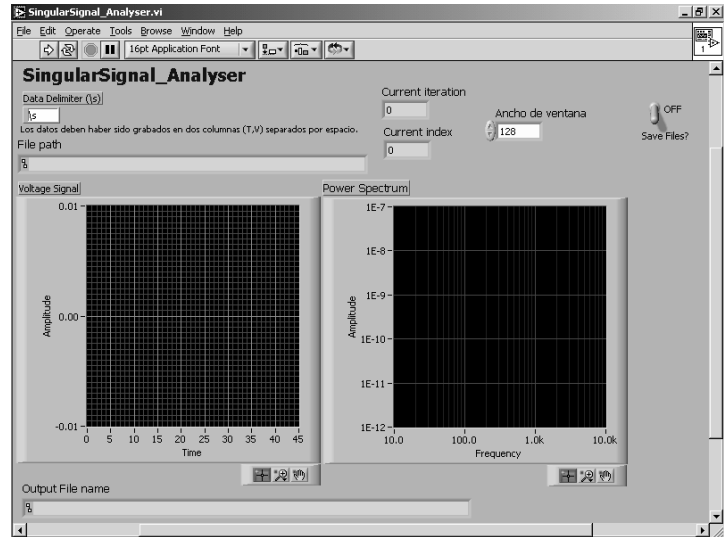 SingularSignal_Analyser.vi
File Edit Operate Tools Browse Window Help
16pt Application Font
1
SingularSignal_Analyser
Data Delimiter (\s)
\s
Los datos deben haber sido grabados en dos columnas (T,V) separados por espacio.
File path
Current iteration
0
Current index
0
Ancho de ventana
128
OFF
Save Files?
Voltage Signal
0.01
0.00
-0.01
Amplitude
0 5 10 15 20 25 30 35 40 45
Time
Power Spectrum
1E-7
1E-8
1E-9
1E-10
1E-11
1E-12
Amplitude
10.0 100.0 1.0k 10.0k
Frequency
Output File name